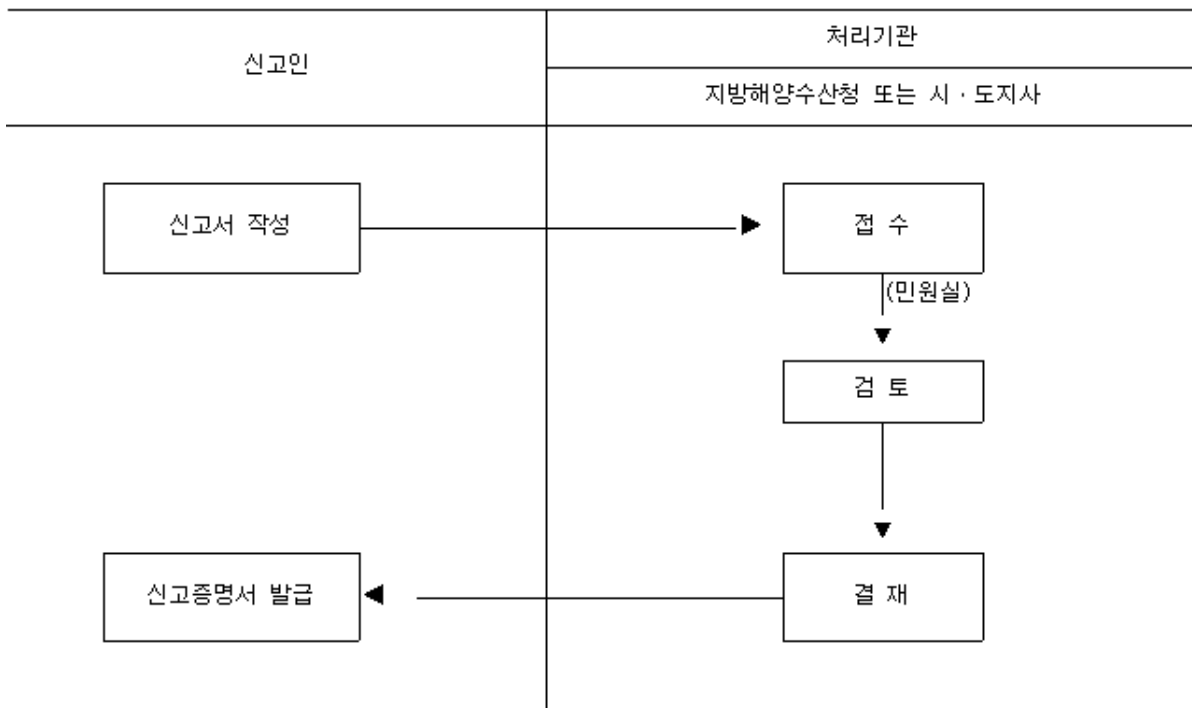 신고인
처리기관
지방해양수산청 또는 시 · 도지사
신고서 작성
접 수
(민원실)
검 토
신고증명서 발급
결 재